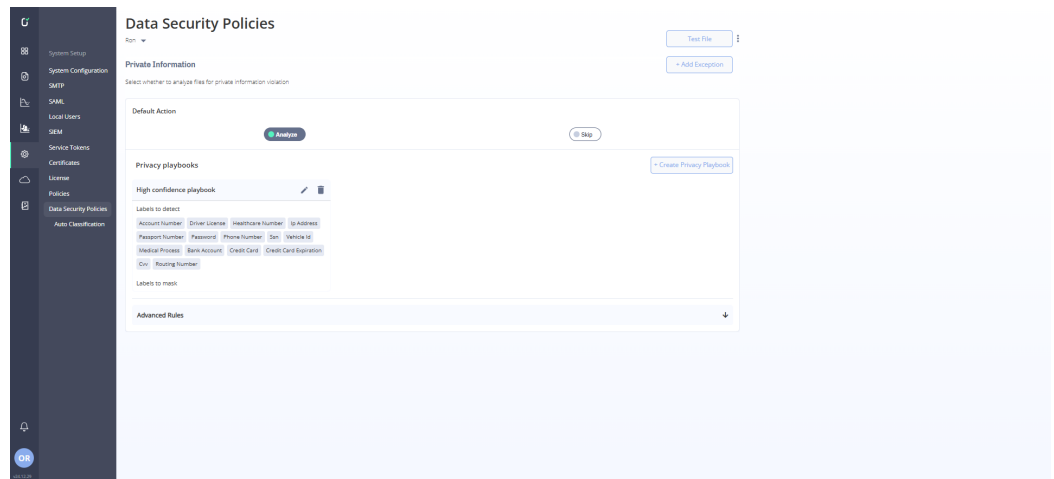 Data Security Policies
Ron
Test File
System Setup
System Configuration
SMTP
SAML
Local Users
SIEM
Service Tokens
Certificates
License
Policies
Data Security Policies
Auto Classification
Private Information
+ Add Exception
Select whether to analyze files for private information violation
Default Action
Analyze
Skip
Privacy playbooks
+ Create Privacy Playbook
High confidence playbook
Labels to detect
Account Number Driver License Healthcare Number Ip Address
Passport Number Password Phone Number Ssn Vehicle Id
Medical Process Bank Account Credit Card Credit Card Expiration
Cvv Routing Number
Labels to mask
Advanced Rules
OR